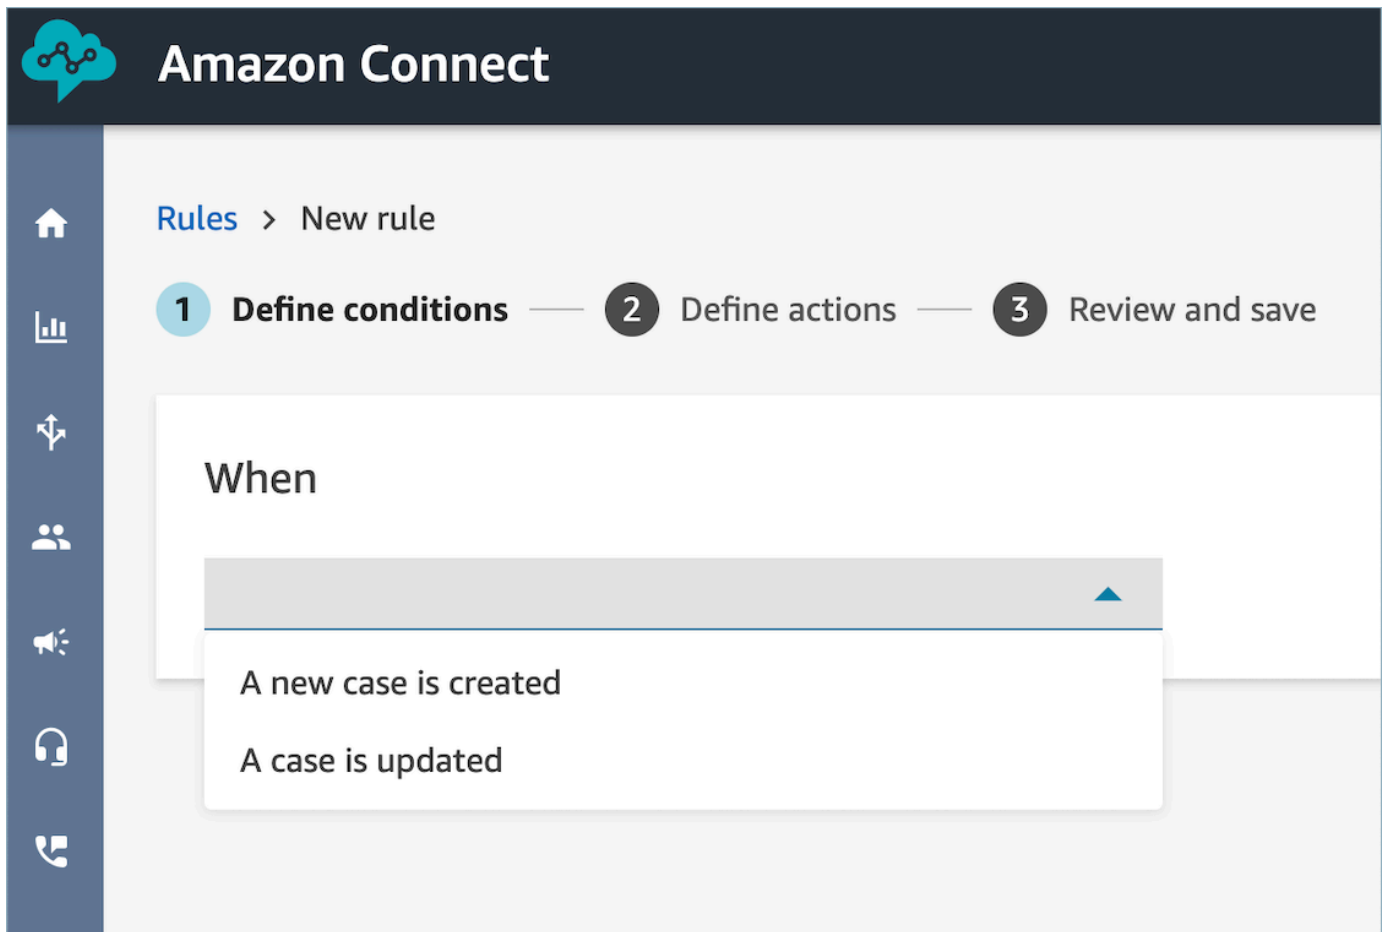 Amazon Connect
Rules > New rule
1 Define conditions 2 Define actions 3 Review and save
When
A new case is created
A case is updated